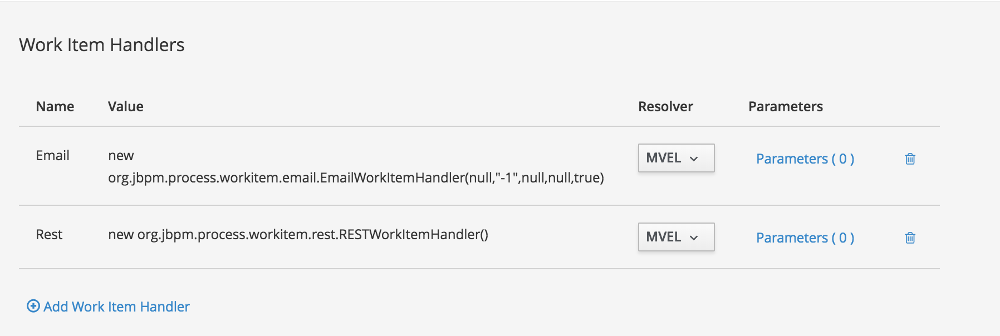 Work Item Handlers
Name Value Resolver Parameters
Email new MVEL Parameters ( 0 )
org.jbpm.process.workitem.email.EmailWorkItemHandler(null,"-1",null,null,true)
Rest new org.jbpm.process.workitem.rest.RESTWorkItemHandler() MVEL Parameters ( 0 )
Add Work Item Handler